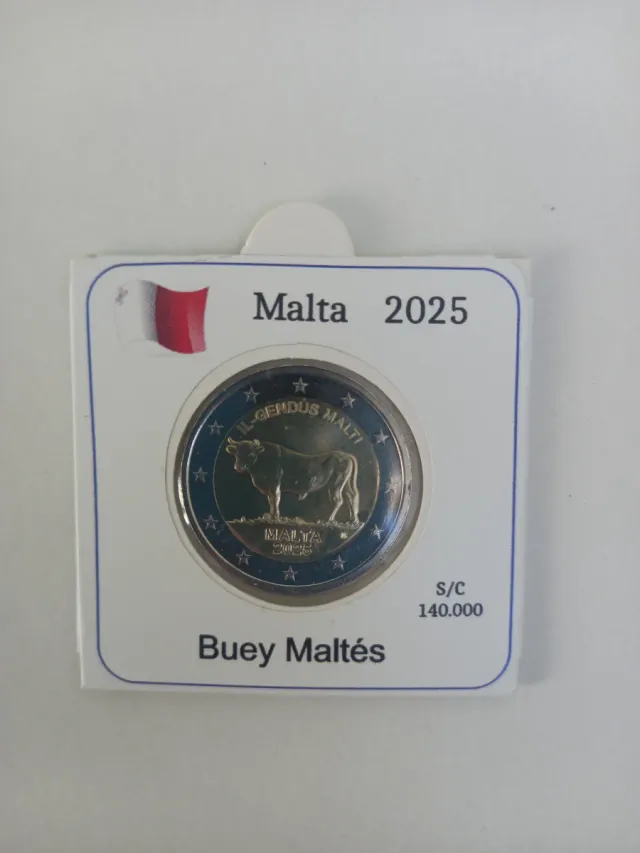 Malta 2025
IL-GENDUS MALTI
MALTA
2025
S/C
140.000
Buey Maltés